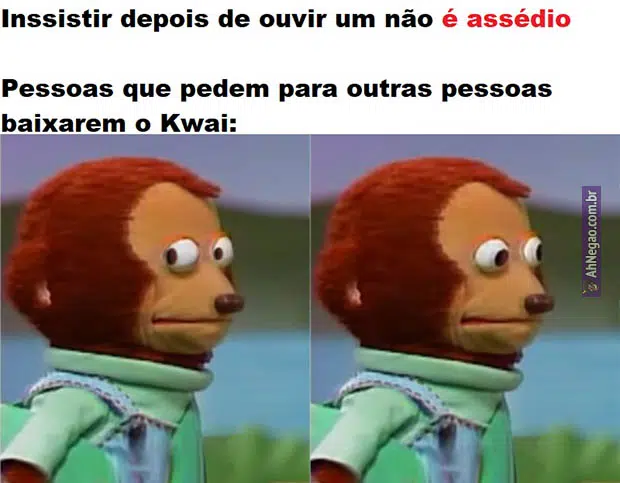 Inssistir depois de ouvir um não é assédio
Pessoas que pedem para outras pessoas
baixarem o Kwai:
AhNegao.com.br